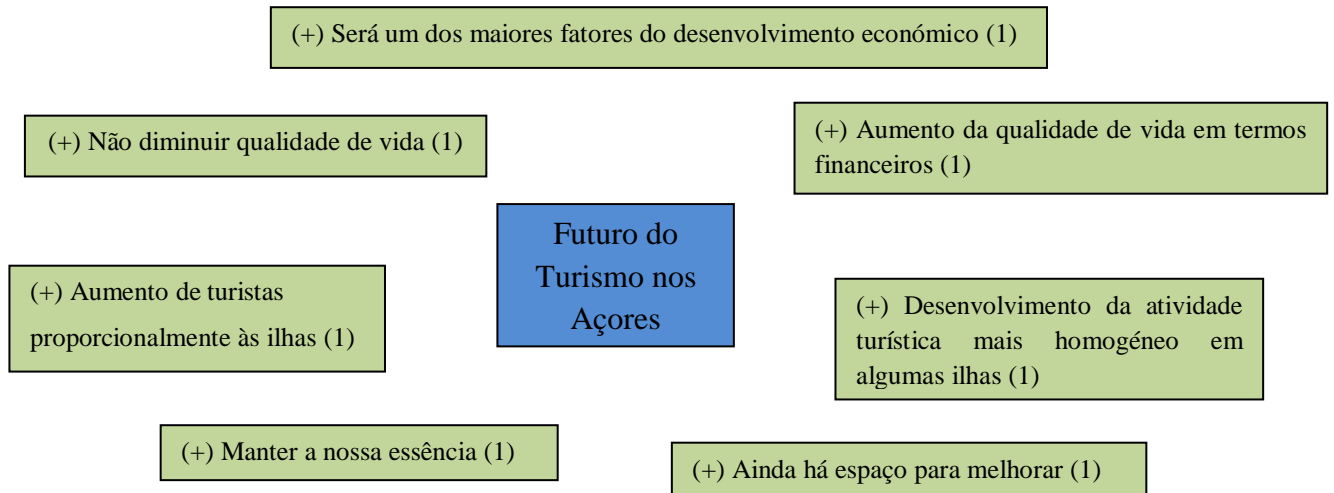 (+) Será um dos maiores fatores do desenvolvimento económico (1)
(+) Não diminuir qualidade de vida (1)
(+) Aumento da qualidade de vida em termos
financeiros (1)
Futuro do
Turismo nos
Açores
(+) Aumento de turistas
proporcionalmente às ilhas (1)
(+) Desenvolvimento da atividade
turística mais homogéneo em
algumas ilhas (1)
(+) Manter a nossa essência (1)
(+) Ainda há espaço para melhorar (1)